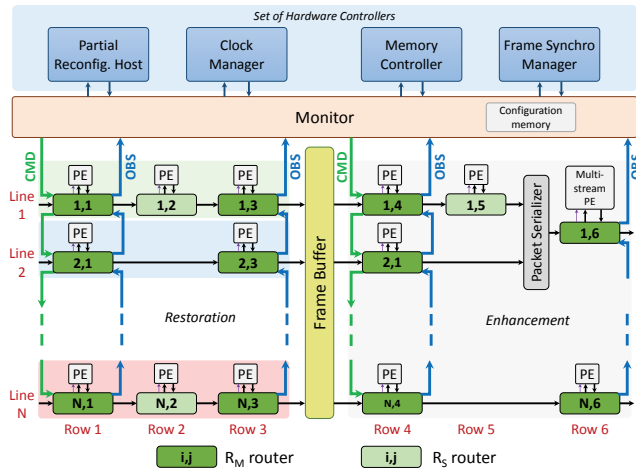 Set of Hardware Controllers
Partial
Reconfig. Host
Clock
Manager
Memory
Controller
Frame Synchro
Manager
Monitor
Configuration
memory
CMD
OBS
OBS
CMD
OBS
PE
PE
PE
PE
PE
Multi-
stream
PE
Line
1
1,1
1,2
1,3
1,4
1,5
1,6
Packet Serializer
Frame Buffer
PE
PE
PE
Line
2
2,1
2,3
2,1
Restoration
Enhancement
PE
PE
PE
PE
PE
Line
N
N,1
N,2
N,3
N,4
N,6
Row 1
Row 2
Row 3
Row 4
Row 5
Row 6
i,j
RM router
i,j
RS router